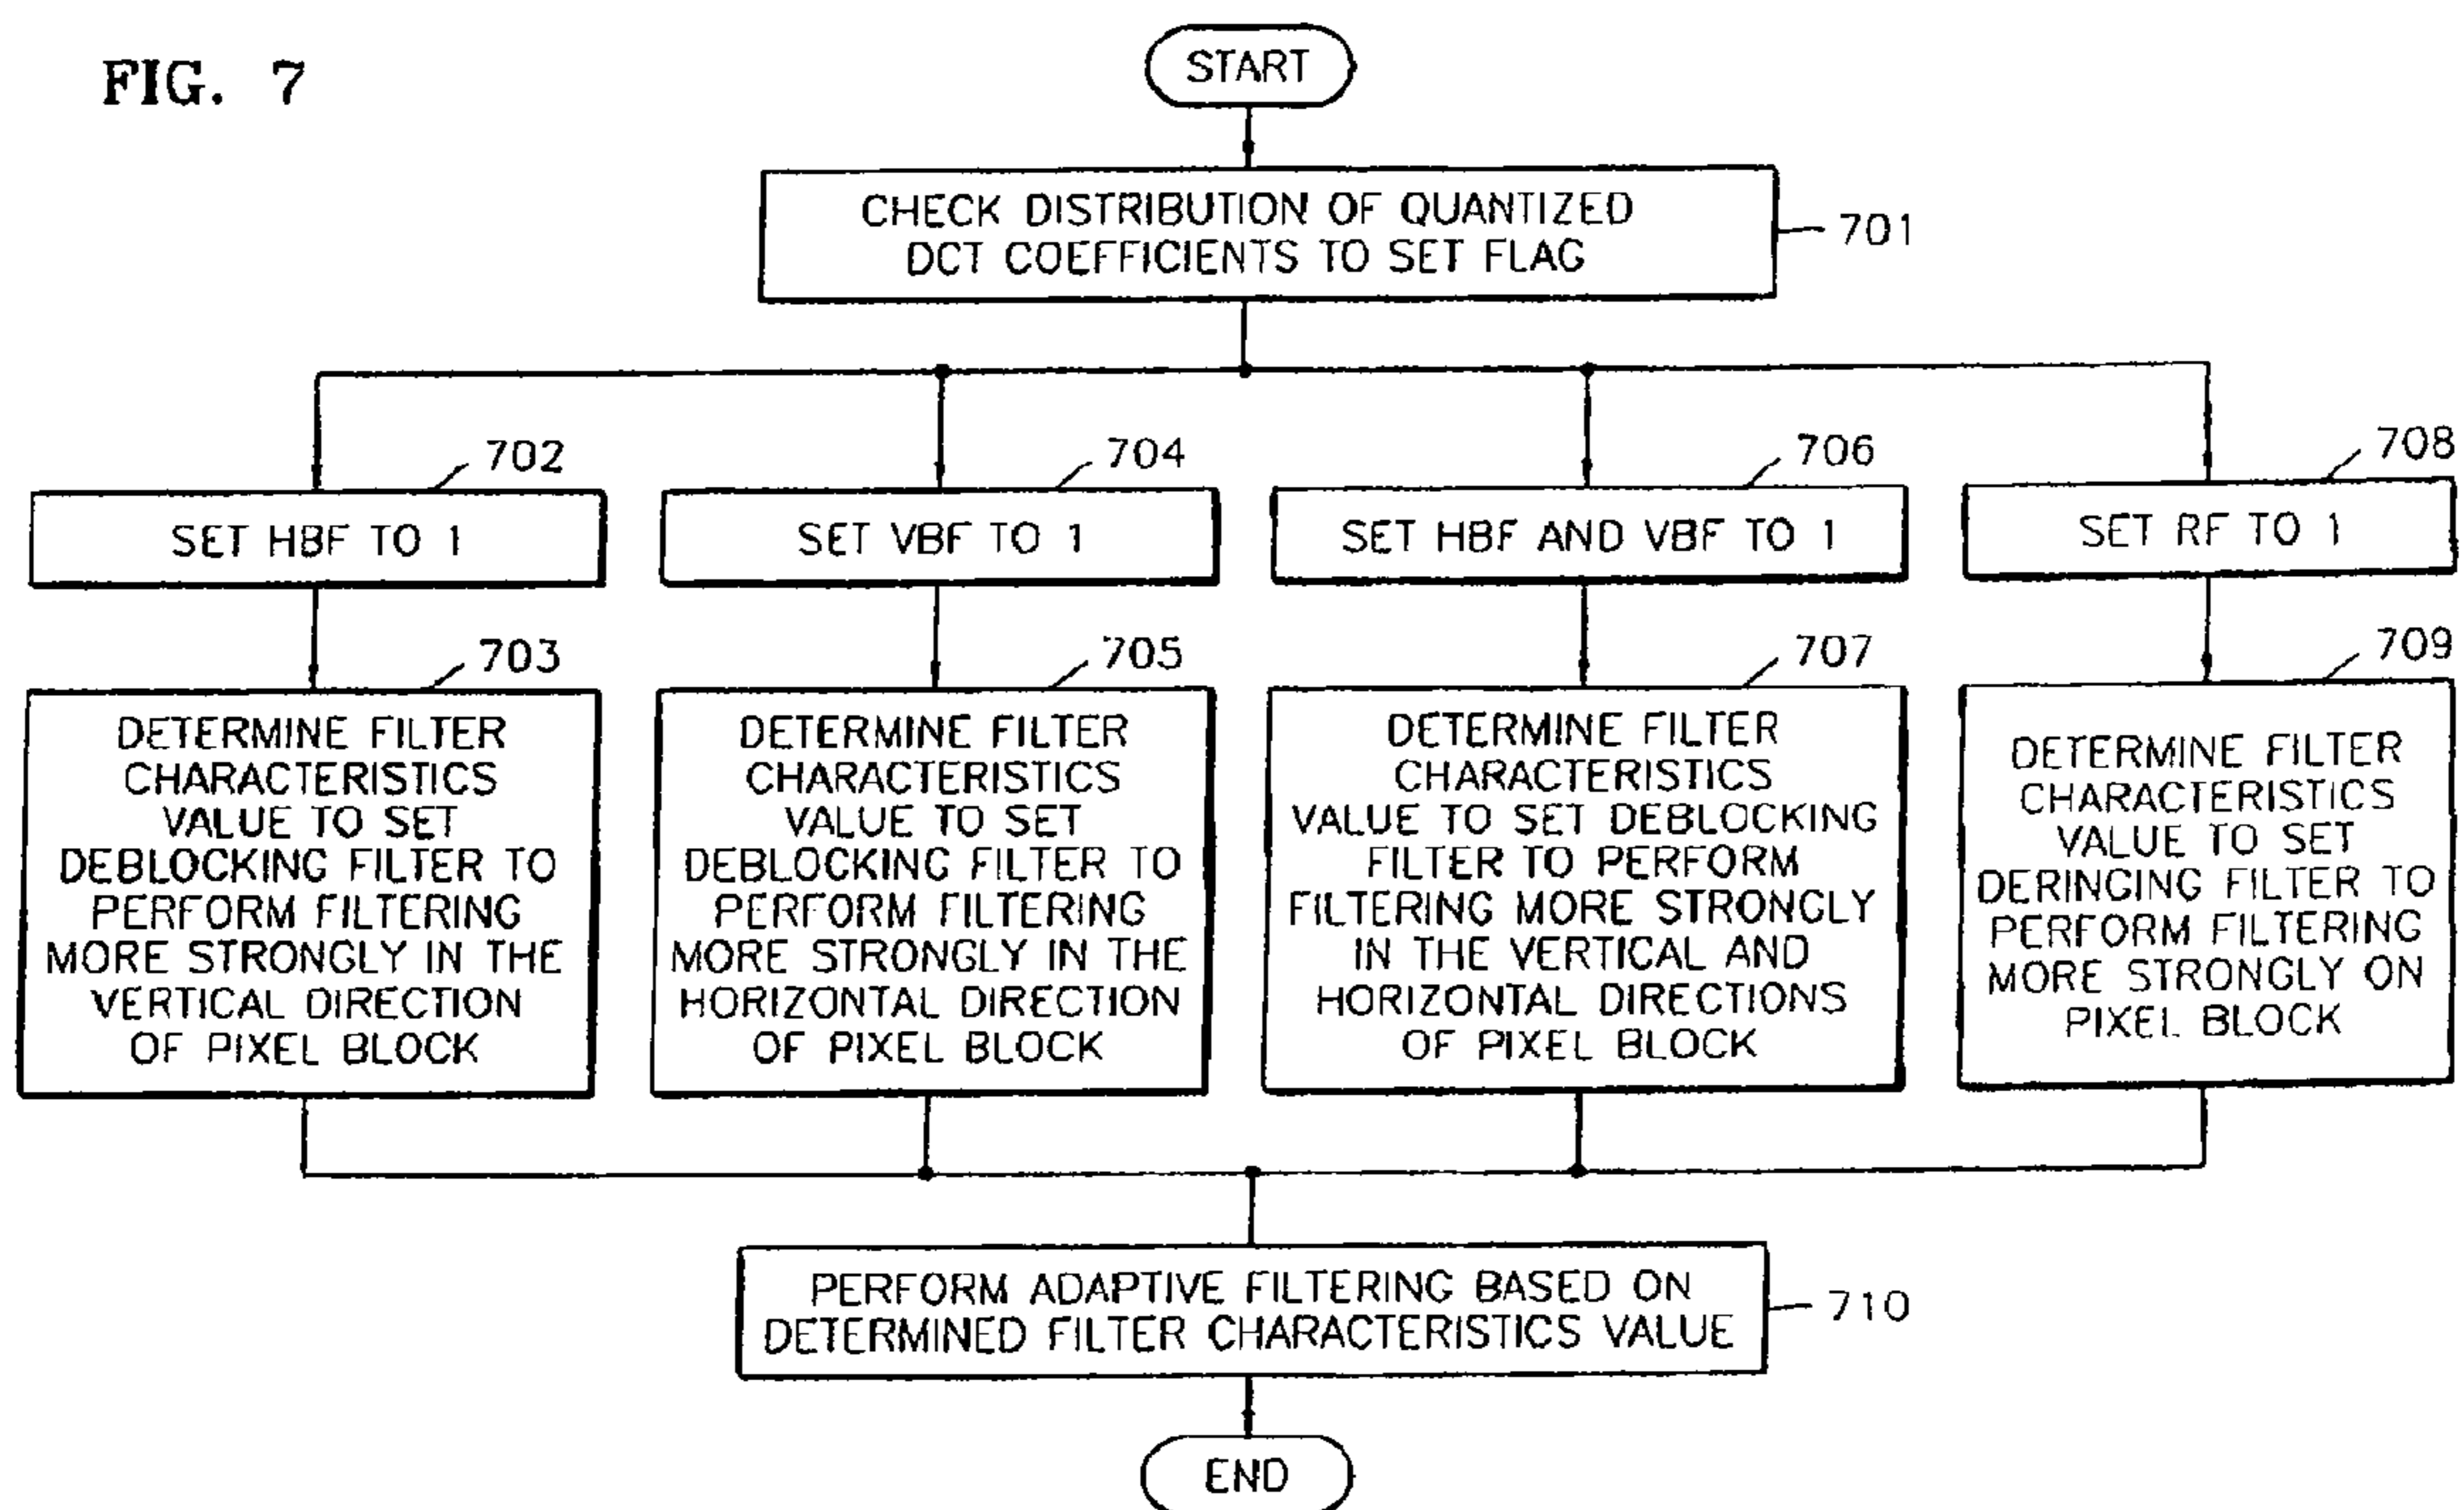 FIG. 7
START
CHECK DISTRIBUTION OF QUANTIZED
DCT COEFFICIENTS TO SET FLAG
701
702
SET HBF TO 1
704
SET VBF TO 1
706
SET HBF AND VBF TO 1
708
SET RF TO 1
703
DETERMINE FILTER
CHARACTERISTICS
VALUE TO SET
DEBLOCKING FILTER TO
PERFORM FILTERING
MORE STRONGLY IN THE
VERTICAL DIRECTION
OF PIXEL BLOCK
705
DETERMINE FILTER
CHARACTERISTICS
VALUE TO SET
DEBLOCKING FILTER TO
PERFORM FILTERING
MORE STRONGLY IN THE
HORIZONTAL DIRECTION
OF PIXEL BLOCK
707
DETERMINE FILTER
CHARACTERISTICS
VALUE TO SET DEBLOCKING
FILTER TO PERFORM
FILTERING MORE STRONGLY
IN THE VERTICAL AND
HORIZONTAL DIRECTIONS
OF PIXEL BLOCK
709
DETERMINE FILTER
CHARACTERISTICS
VALUE TO SET
DERINGING FILTER TO
PERFORM FILTERING
MORE STRONGLY ON
PIXEL BLOCK
PERFORM ADAPTIVE FILTERING BASED ON
DETERMINED FILTER CHARACTERISTICS VALUE
710
END